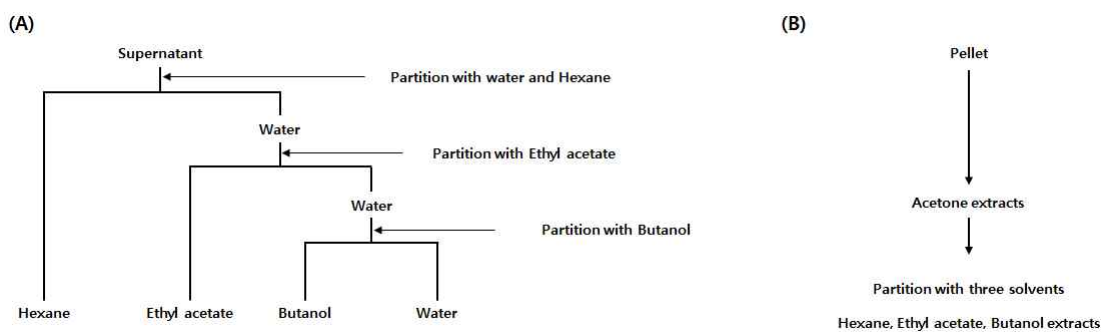 (A)
Supernatant
Partition with water and Hexane
Water
Partition with Ethyl acetate
Water
Partition with Butanol
Hexane
Ethyl acetate
Butanol
Water
(B)
Pellet
Acetone extracts
Partition with three solvents
Hexane, Ethyl acetate, Butanol extracts